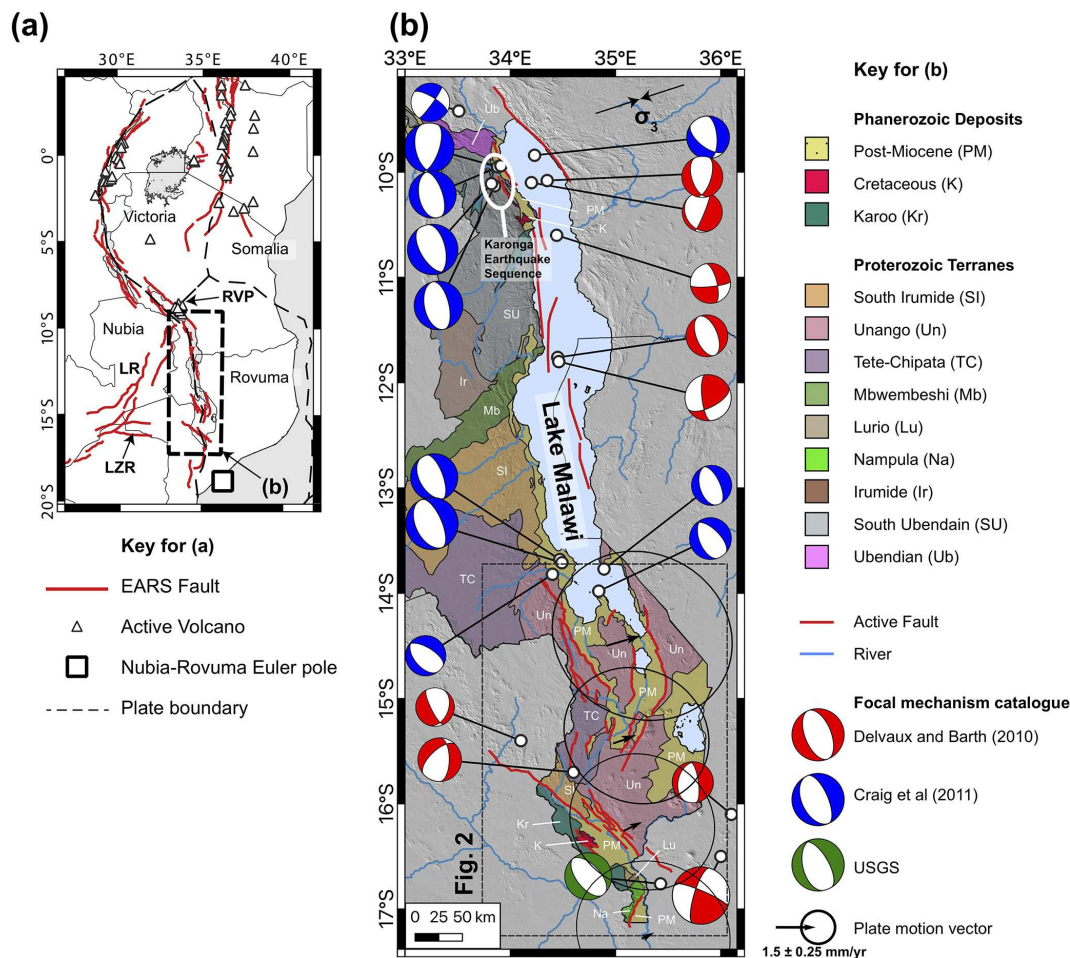 (a)
30°E 35°E 40°E
0°
5°S
10°S
15°S
20°S
Victoria
Somalia
RVP
Nubia
LR
Rovuma
LZR
(b)
Key for (a)
EARS Fault
Active Volcano
Nubia-Rovuma Euler pole
Plate boundary
(b)
33°E 34°E 35°E 36°E
10°S
11°S
12°S
13°S
14°S
15°S
16°S
17°S
Ub
σ3
PM
K
Karonga
Earthquake
Sequence
SU
Ir
Mb
Lake Malawi
SI
TC
Un
PM
Un
Un
PM
TC
PM
Un
SI
Kr
K
PM
Lu
Na
PM
Fig. 2
0 25 50 km
Key for (b)
Phanerozoic Deposits
Post-Miocene (PM)
Cretaceous (K)
Karoo (Kr)
Proterozoic Terranes
South Irumide (SI)
Unango (Un)
Tete-Chipata (TC)
Mbwembeshi (Mb)
Lurio (Lu)
Nampula (Na)
Irumide (Ir)
South Ubendain (SU)
Ubendian (Ub)
Active Fault
River
Focal mechanism catalogue
Delvaux and Barth (2010)
Craig et al (2011)
USGS
Plate motion vector
1.5 ± 0.25 mm/yr